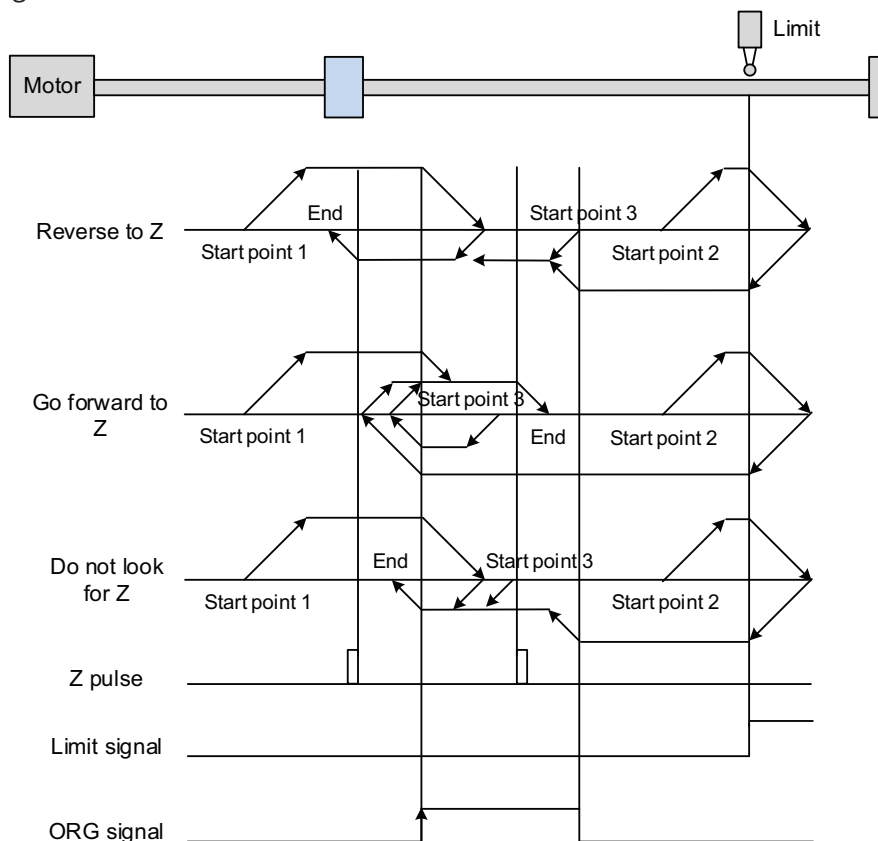 Limit
Motor
Reverse to Z
End
Start point 3
Start point 1
Start point 2
Go forward to
Z
Start point 3
Start point 1
End
Start point 2
Do not look
for Z
End
Start point 3
Start point 1
Start point 2
Z pulse
Limit signal
ORG signal